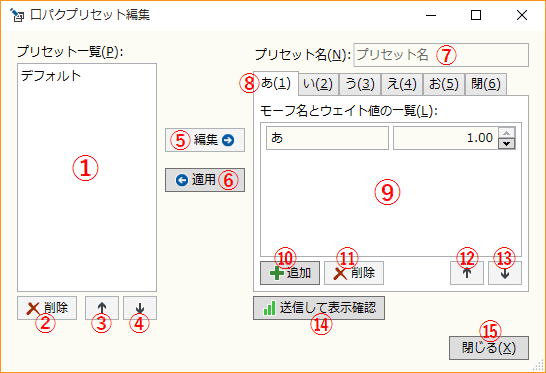 口パクプリセット編集
プリセット一覧(P):
デフォルト
①
② 削除
③
④
⑤ 編集
適用 ⑥
プリセット名(N): プリセット名 ⑦
⑧ あ(1) い(2) う(3) え(4) お(5) 閉(6)
モーフ名とウェイト値の一覧(L):
あ 1.00
⑨
⑩ 追加
⑪ 削除
⑫
⑬
送信して表示確認
⑭
⑮
閉じる(X)